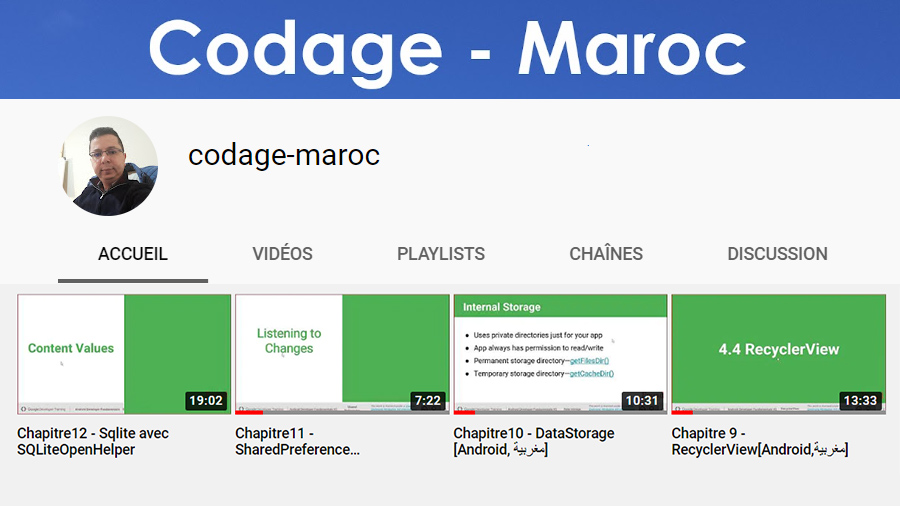 Codage - Maroc
codage-maroc
ACCUEIL
VIDÉOS
PLAYLISTS
CHAÎNES
DISCUSSION
Content Values
19:02
Chapitre12 - Sqlite avec
SQLiteOpenHelper
Listening to
Changes
7:22
Chapitre11 -
SharedPreference...
Internal Storage
• Uses private directories just for your app
• App always has permission to read/write
• Permanent storage directory—getFilesDir()
• Temporary storage directory—getCacheDir()
10:31
Chapitre10 - DataStorage
[Android, مغربية]
4.4 RecyclerView
13:33
Chapitre 9 -
RecyclerView[Android,مغربية]